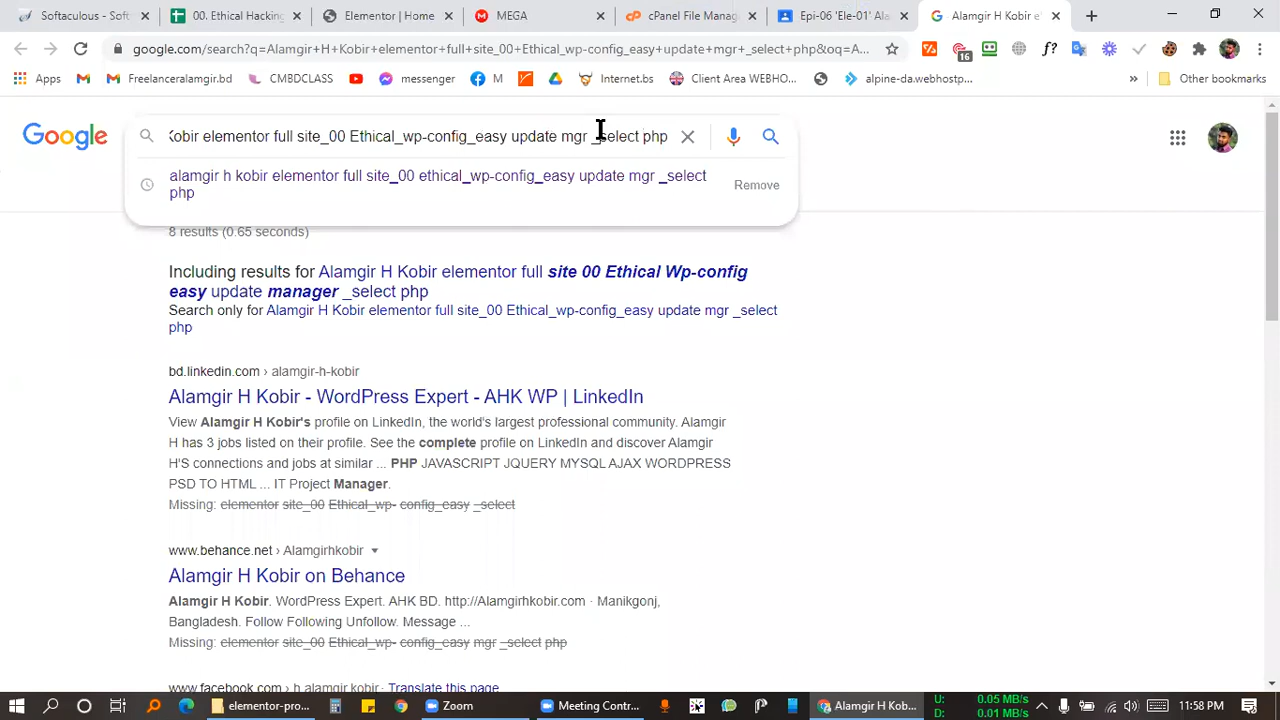 Softaculous - Softac
00. Ethical Hacking
Elementor | Home
MEGA
cPanel File Manag
Epi-06 'Ele-01' Al
Alamgir H Kobir e
google.com/search?q=Alamgir+H+Kobir+elementor+full+site_00+Ethical_wp-config_easy+update+mgr+_select+php&oq=A...
16
f?
Apps
Freelanceralamgir.bd
CMBDCLASS
messenger
M
Internet.bs
Client Area WEBHO...
alpine-da.webhostp...
»
Other bookmarks
Google
Kobir elementor full site_00 Ethical_wp-config_easy update mgr _select php
alamgir h kobir elementor full site_00 ethical_wp-config_easy update mgr _select
php
Remove
8 results (0.65 seconds)
Including results for Alamgir H Kobir elementor full site 00 Ethical Wp-config
easy update manager _select php
Search only for Alamgir H Kobir elementor full site_00 Ethical_wp-config_easy update mgr _select
php
bd.linkedin.com › alamgir-h-kobir
Alamgir H Kobir - WordPress Expert - AHK WP | LinkedIn
View Alamgir H Kobir's profile on LinkedIn, the world's largest professional community. Alamgir
H has 3 jobs listed on their profile. See the complete profile on LinkedIn and discover Alamgir
H'S connections and jobs at similar ... PHP JAVASCRIPT JQUERY MYSQL AJAX WORDPRESS
PSD TO HTML ... IT Project Manager.
Missing: elementor site_00 Ethical_wp- config_easy _select
www.behance.net › Alamgirhkobir
Alamgir H Kobir on Behance
Alamgir H Kobir. WordPress Expert. AHK BD. http://Alamgirhkobir.com · Manikgonj,
Bangladesh. Follow Following Unfollow. Message ...
Missing: elementor site_00 Ethical_wp- config_easy mgr _select php
www.facebook.com › h.alamgir.kobir
Translate this page
elementor-pro
Zoom
Meeting Contr...
Alamgir H Kobir e...
U: 0.05 MB/s
D: 0.01 MB/s
11:58 PM